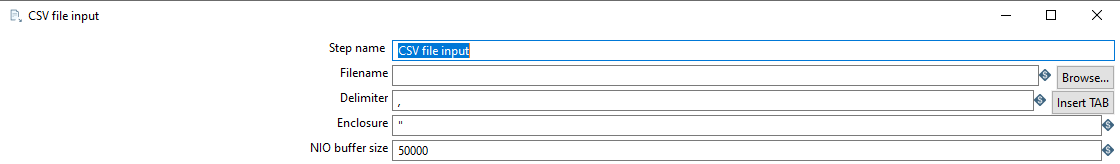 CSV file input
Step name CSV file input
Filename Browse...
Delimiter , Insert TAB
Enclosure "
NIO buffer size 50000